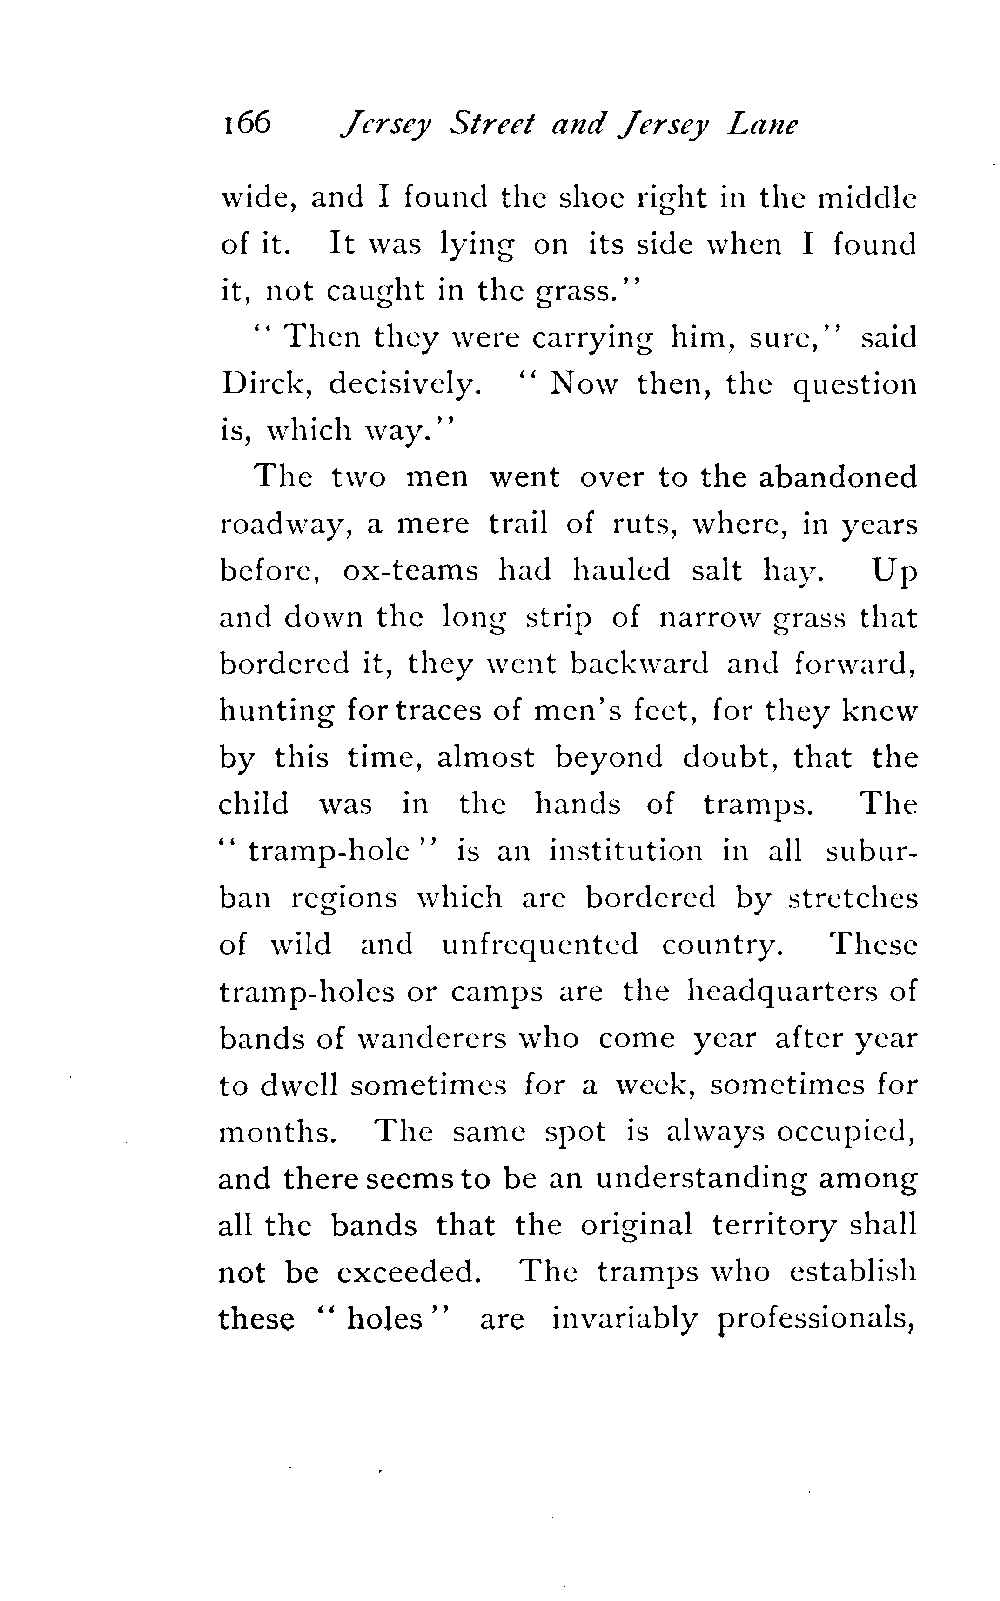 166 Jersey Street and Jersey Lane
wide, and I found the shoe right in the middle
of it. It was lying on its side when I found
it, not caught in the grass."
" Then they were carrying him, sure," said
Dirck, decisively. " Now then, the question
is, which way."
The two men went over to the abandoned
roadway, a mere trail of ruts, where, in years
before, ox-teams had hauled salt hay. Up
and down the long strip of narrow grass that
bordered it, they went backward and forward,
hunting for traces of men's feet, for they knew
by this time, almost beyond doubt, that the
child was in the hands of tramps. The
" tramp-hole " is an institution in all subur-
ban regions which are bordered by stretches
of wild and unfrequented country. These
tramp-holes or camps are the headquarters of
bands of wanderers who come year after year
to dwell sometimes for a week, sometimes for
months. The same spot is always occupied,
and there seems to be an understanding among
all the bands that the original territory shall
not be exceeded. The tramps who establish
these " holes " are invariably professionals,